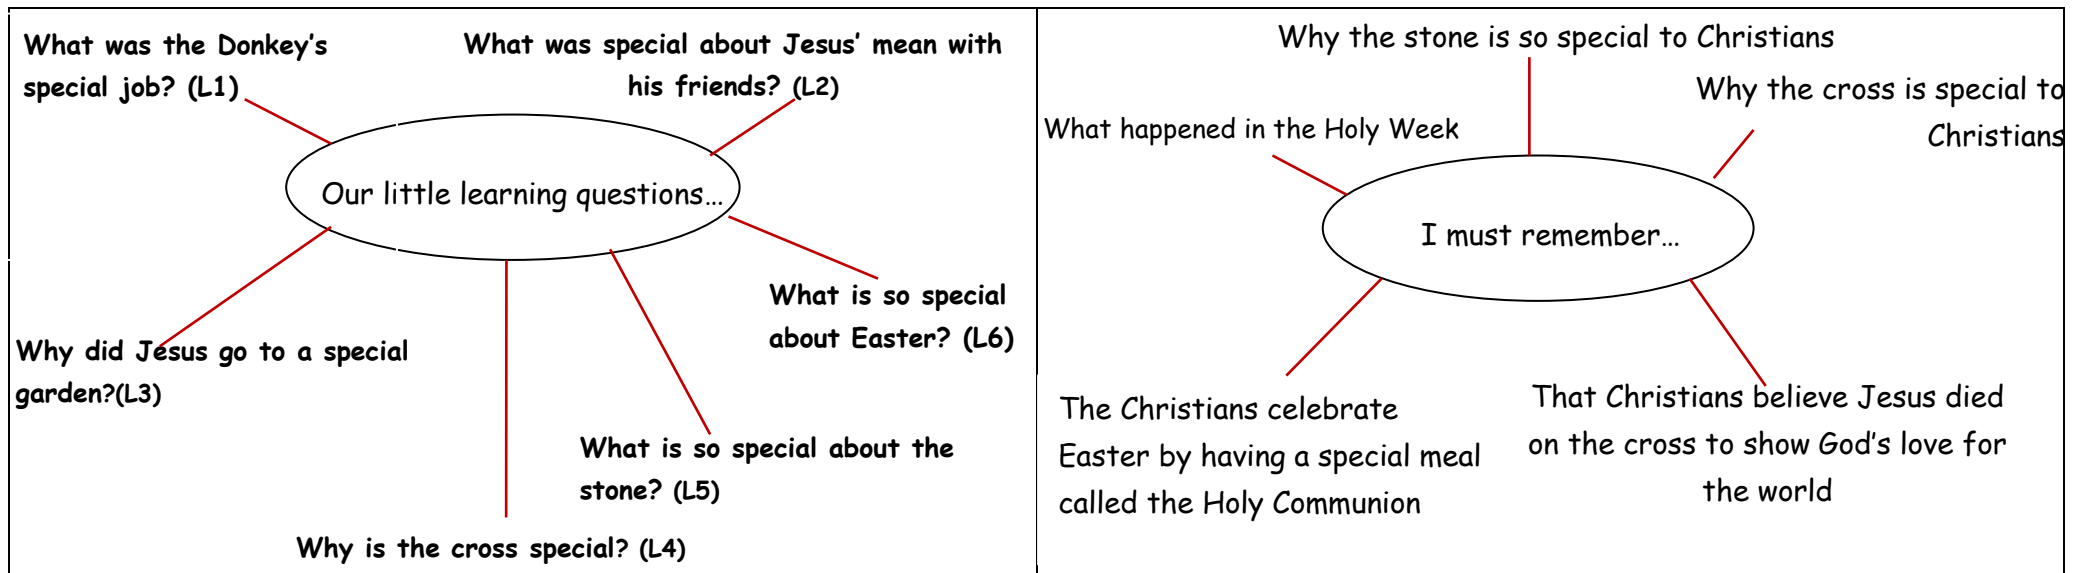 What was the Donkey's
special job? (L1)
What was special about Jesus' mean with
his friends? (L2)
Our little learning questions...
What is so special
about Easter? (L6)
Why did Jesus go to a special
garden?(L3)
What is so special about the
stone? (L5)
Why is the cross special? (L4)
Why the stone is so special to Christians
Why the cross is special to
Christians
What happened in the Holy Week
I must remember...
The Christians celebrate
Easter by having a special meal
called the Holy Communion
That Christians believe Jesus died
on the cross to show God's love for
the world